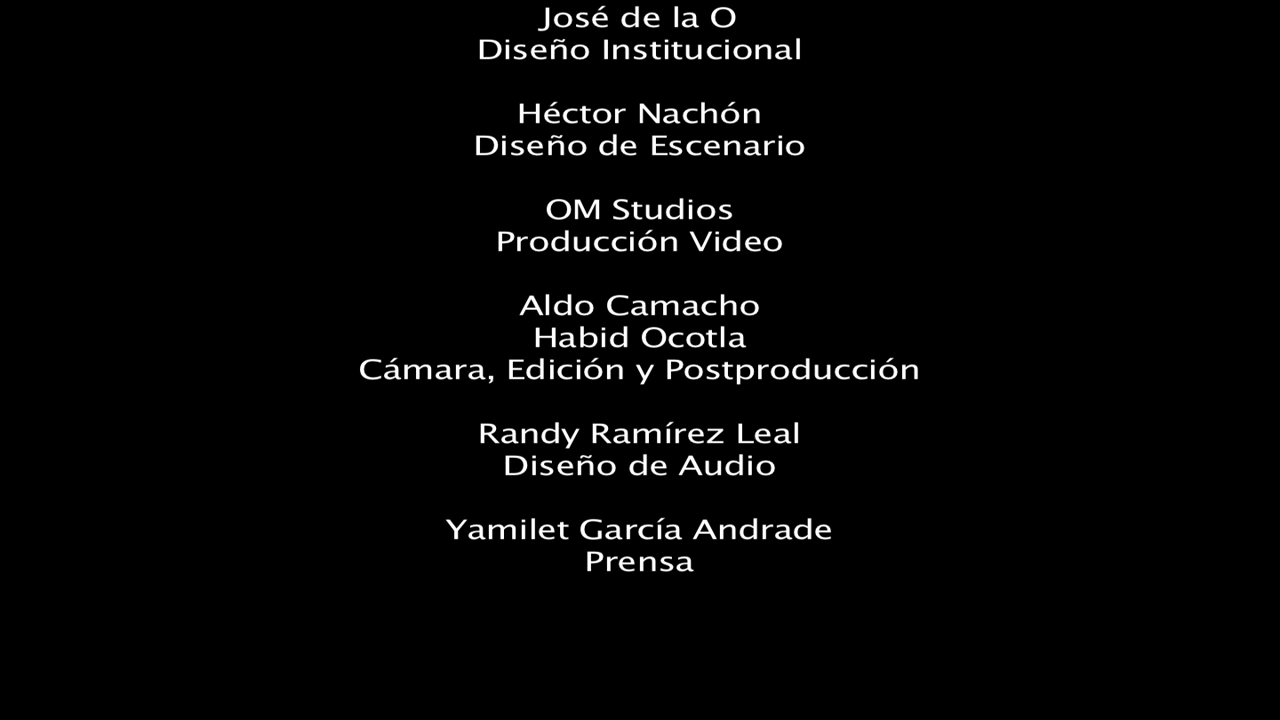 José de la O
Diseño Institucional
Héctor Nachón
Diseño de Escenario
OM Studios
Producción Video
Aldo Camacho
Habid Ocotla
Cámara, Edición y Postproducción
Randy Ramírez Leal
Diseño de Audio
Yamilet García Andrade
Prensa